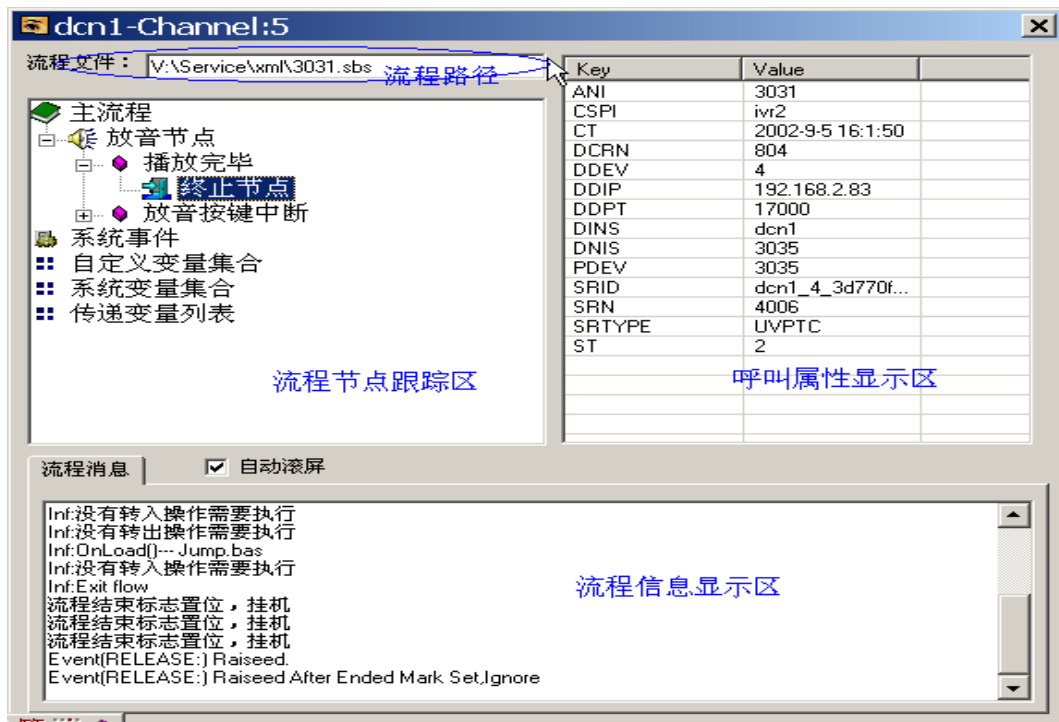 dcn1-Channel:5
流程文件： V:\Service\xml\3031.sbs 流程路径
主流程
放音节点
播放完毕
终止节点
放音按键中断
系统事件
自定义变量集合
系统变量集合
传递变量列表
流程节点跟踪区
Key Value
ANI 3031
CSPI ivr2
CT 2002-9-5 16:1:50
DCRN 804
DDEV 4
DDIP 192.168.2.83
DDPT 17000
DINS dcn1
DNIS 3035
PDEV 3035
SRID dcn1_4_3d770f...
SRN 4006
SRTYPE UVPTC
ST 2
呼叫属性显示区
流程消息 自动滚屏
Inf:没有转入操作需要执行
Inf:没有转出操作需要执行
Inf:OnLoad()--- Jump.bas
Inf:没有转入操作需要执行
Inf:Exit flow
流程结束标志置位，挂机
流程结束标志置位，挂机
流程结束标志置位，挂机
Event(RELEASE:) Raiseed.
Event(RELEASE:) Raiseed After Ended Mark Set,Ignore
流程信息显示区